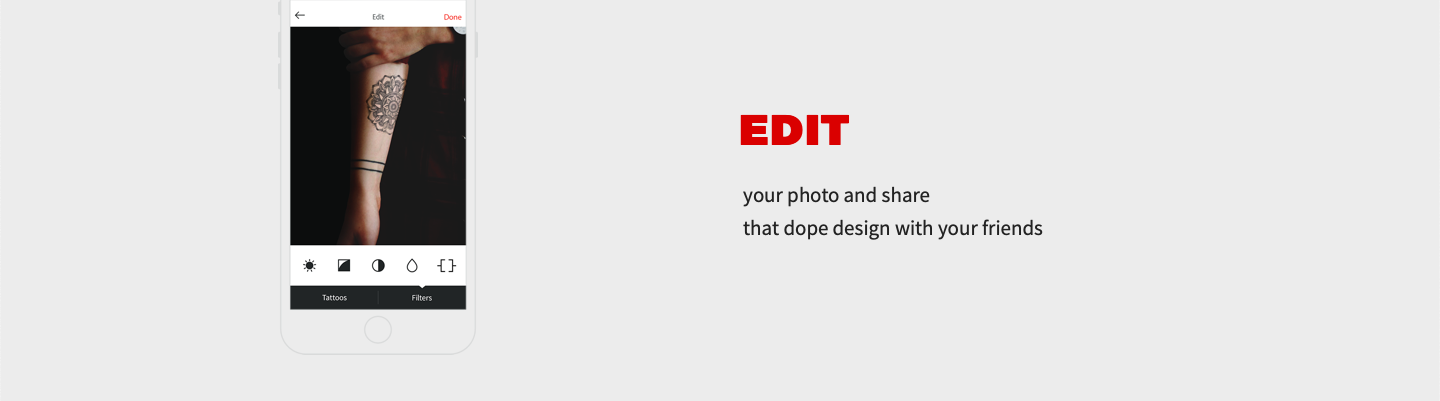 Edit
Done
Tattoos
Filters
EDIT
your photo and share
that dope design with your friends